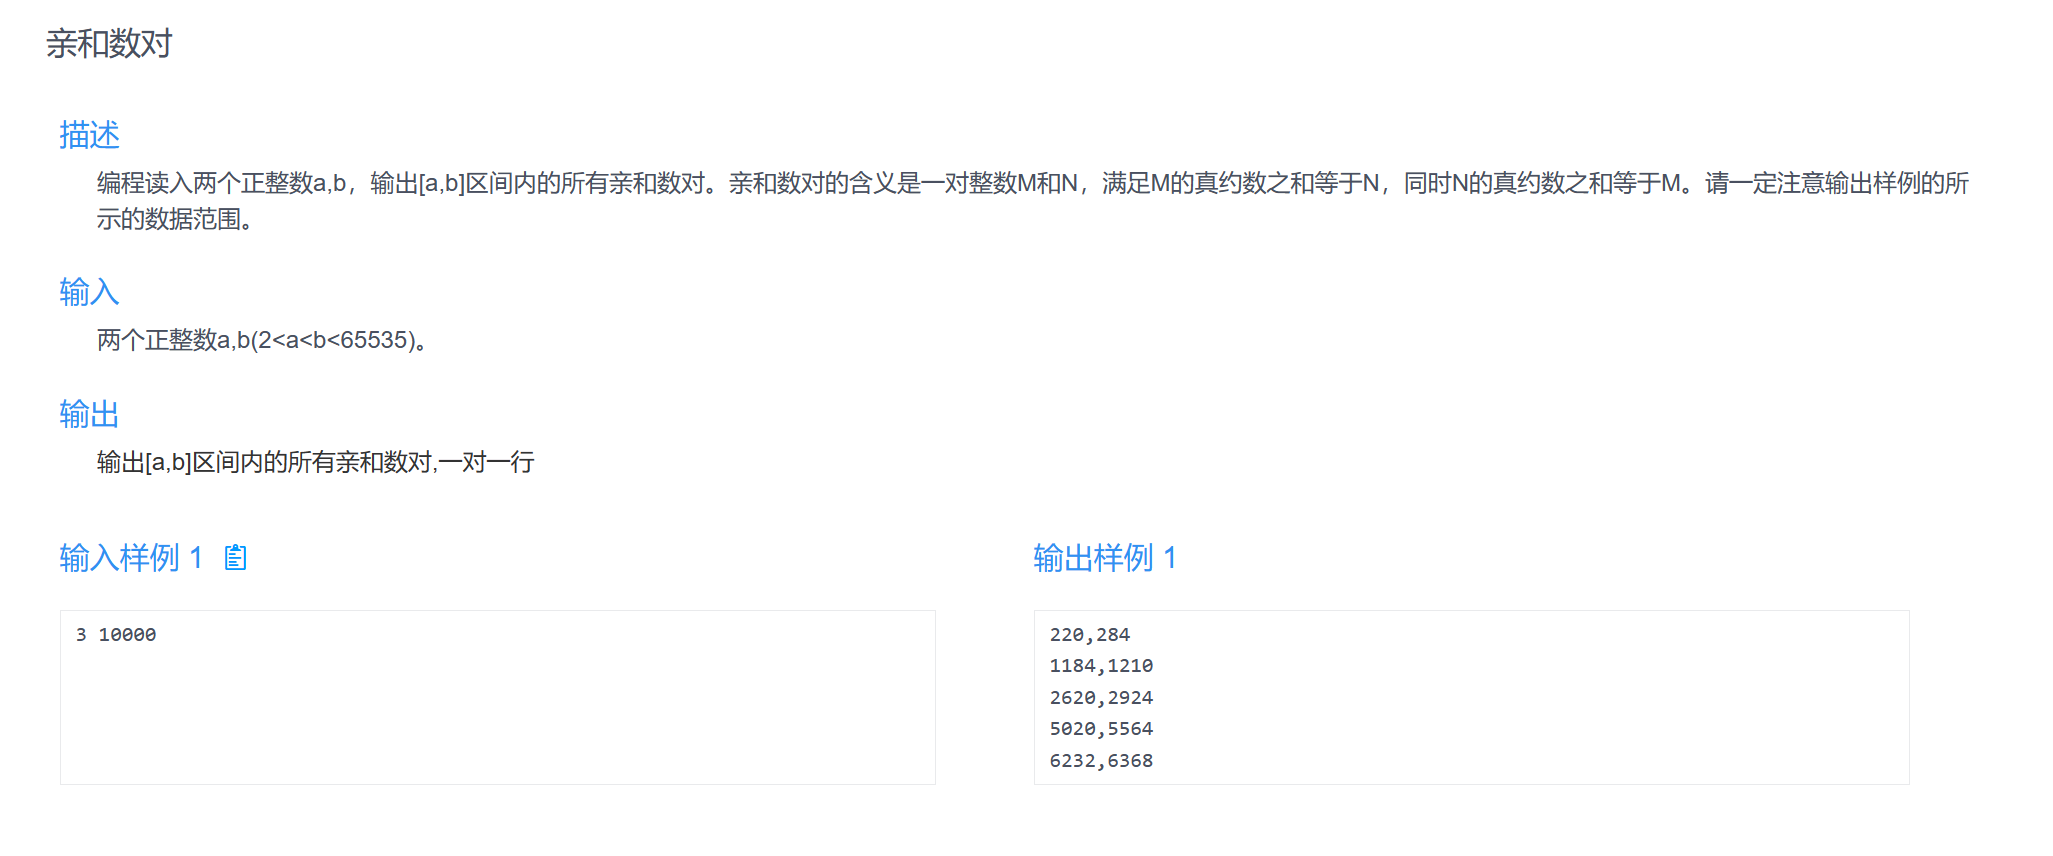 亲和数对
描述
编程读入两个正整数a,b，输出[a,b]区间内的所有亲和数对。亲和数对的含义是一对整数M和N，满足M的真约数之和等于N，同时N的真约数之和等于M。请一定注意输出样例的所
示的数据范围。
输入
两个正整数a,b(2<a<b<65535)。
输出
输出[a,b]区间内的所有亲和数对,一对一行
输入样例 1
3 10000
输出样例 1
220,284
1184,1210
2620,2924
5020,5564
6232,6368